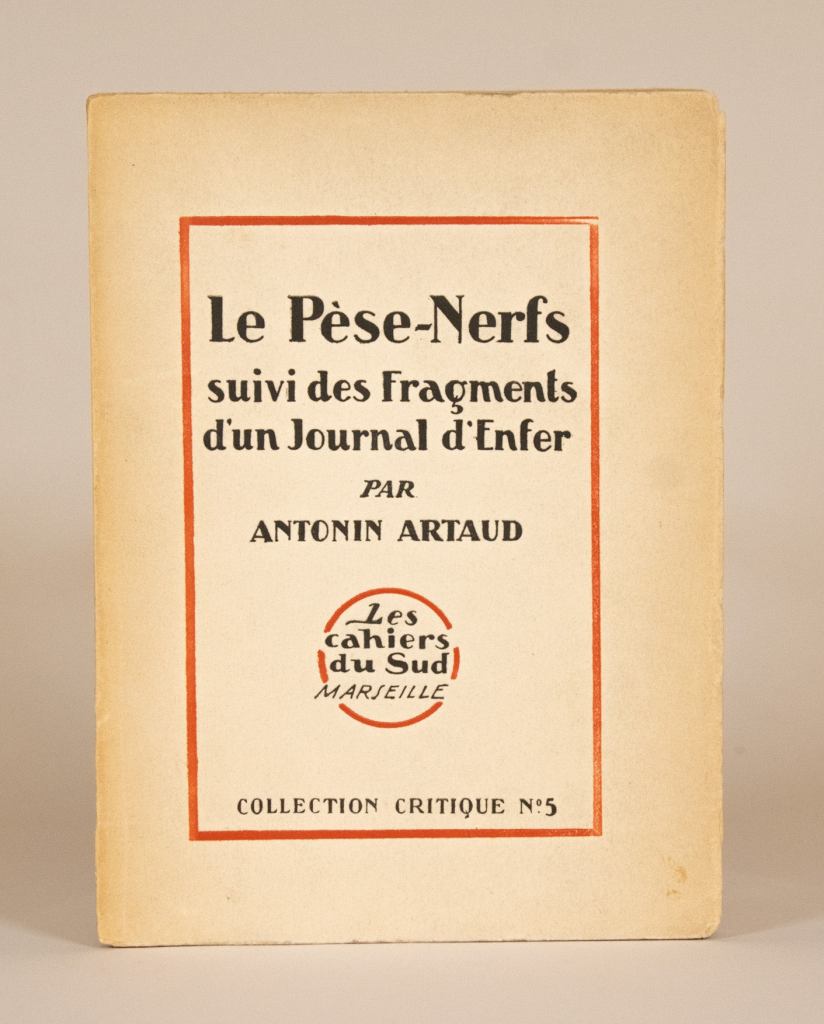 Le Pèse-Nerfs
suivi des Fragments
d'un Journal d'Enfer
PAR
ANTONIN ARTAUD
Les
cahiers
du Sud
MARSEILLE
COLLECTION CRITIQUE Nº5